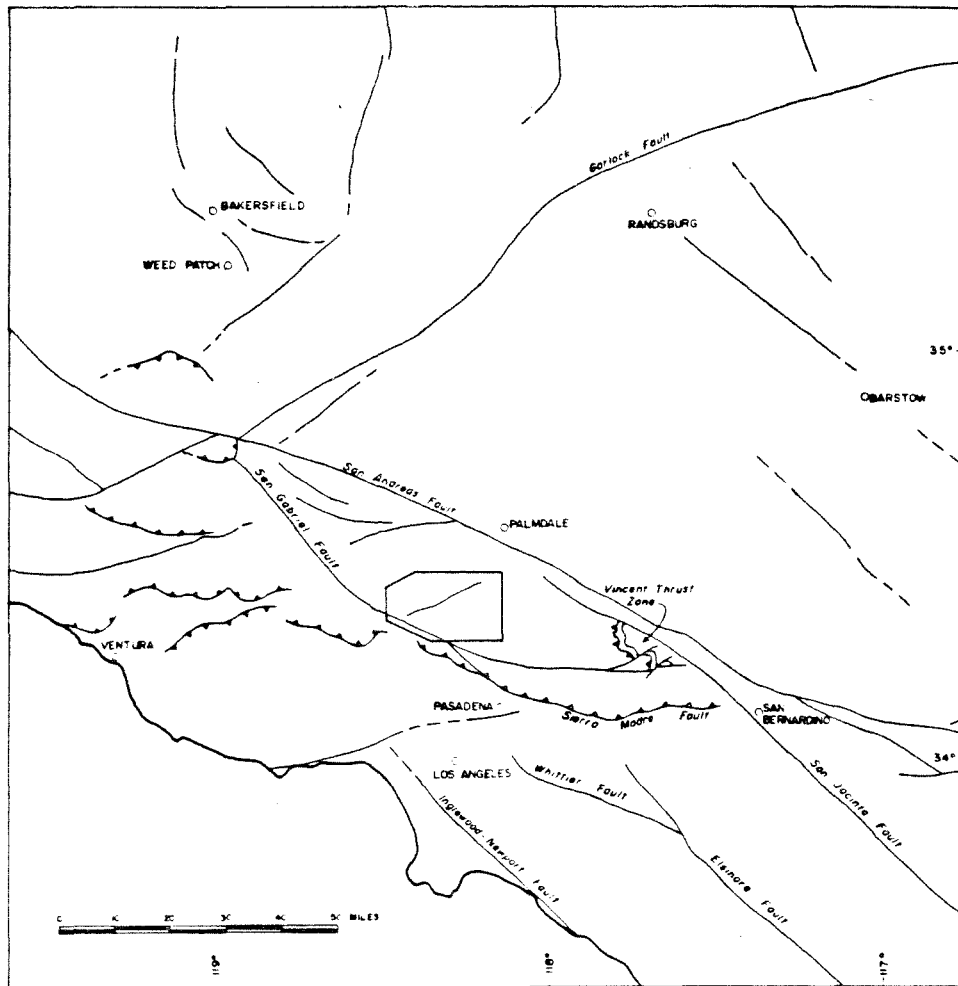 Garlock Fault
BAKERSFIELD
RANDSBURG
WEED PATCH
35°
BARSTOW
San Andreas Fault
San Gabriel Fault
PALMDALE
Vincent Thrust
Zone
VENTURA
PASADENA
Sierra Madre Fault
SAN
BERNARDINO
34°
LOS ANGELES
Whittier Fault
San Jacinto Fault
Inglewood-Newport Fault
Elsinore Fault
0 10 20 30 40 50 MILES
119°
118°
117°